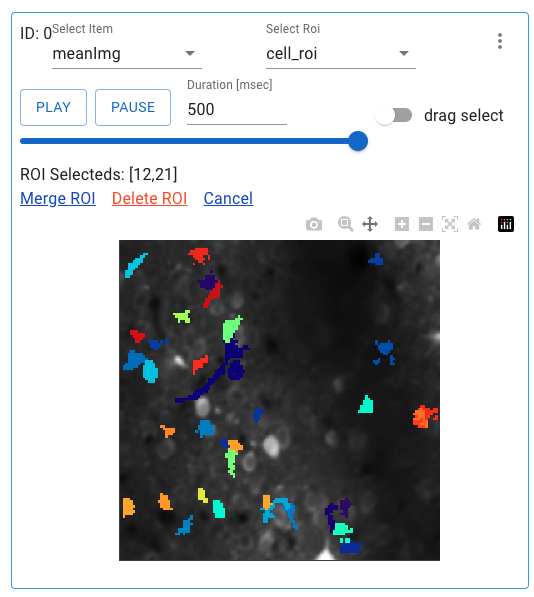 ID: 0
Select Item
Select Roi
meanImg
cell_roi
Duration [msec]
PLAY
PAUSE
500
drag select
ROI Selecteds: [12,21]
Merge ROI Delete ROI Cancel